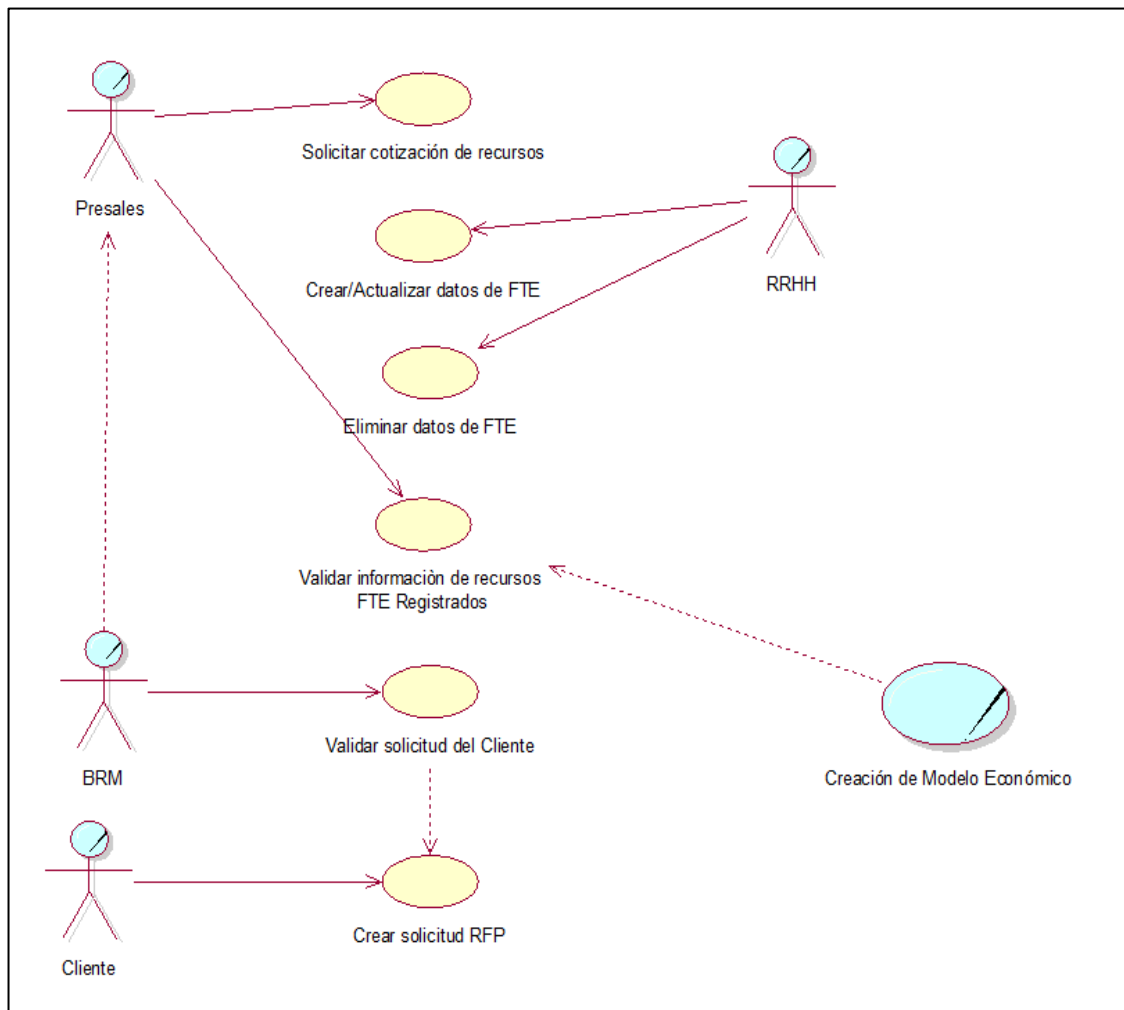 Presales
Solicitar cotización de recursos
Crear/Actualizar datos de FTE
RRHH
Eliminar datos de FTE
Validar informaciòn de recursos
FTE Registrados
BRM
Validar solicitud del Cliente
Creación de Modelo Económico
Cliente
Crear solicitud RFP